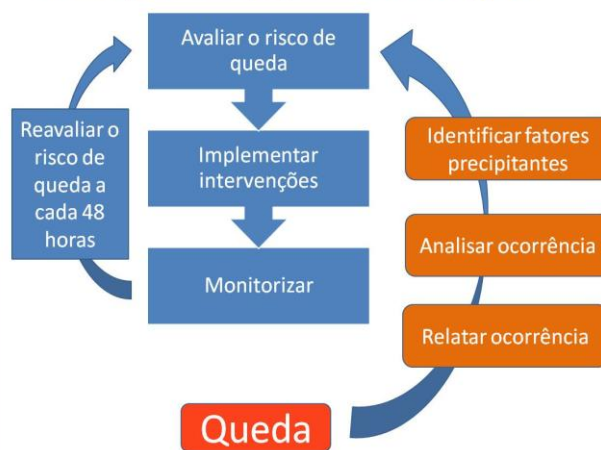 Avaliar o risco de
queda
Reavaliar o
risco de
queda a
cada 48
horas
Implementar
intervenções
Monitorizar
Identificar fatores
precipitantes
Analisar ocorrência
Relatar ocorrência
Queda